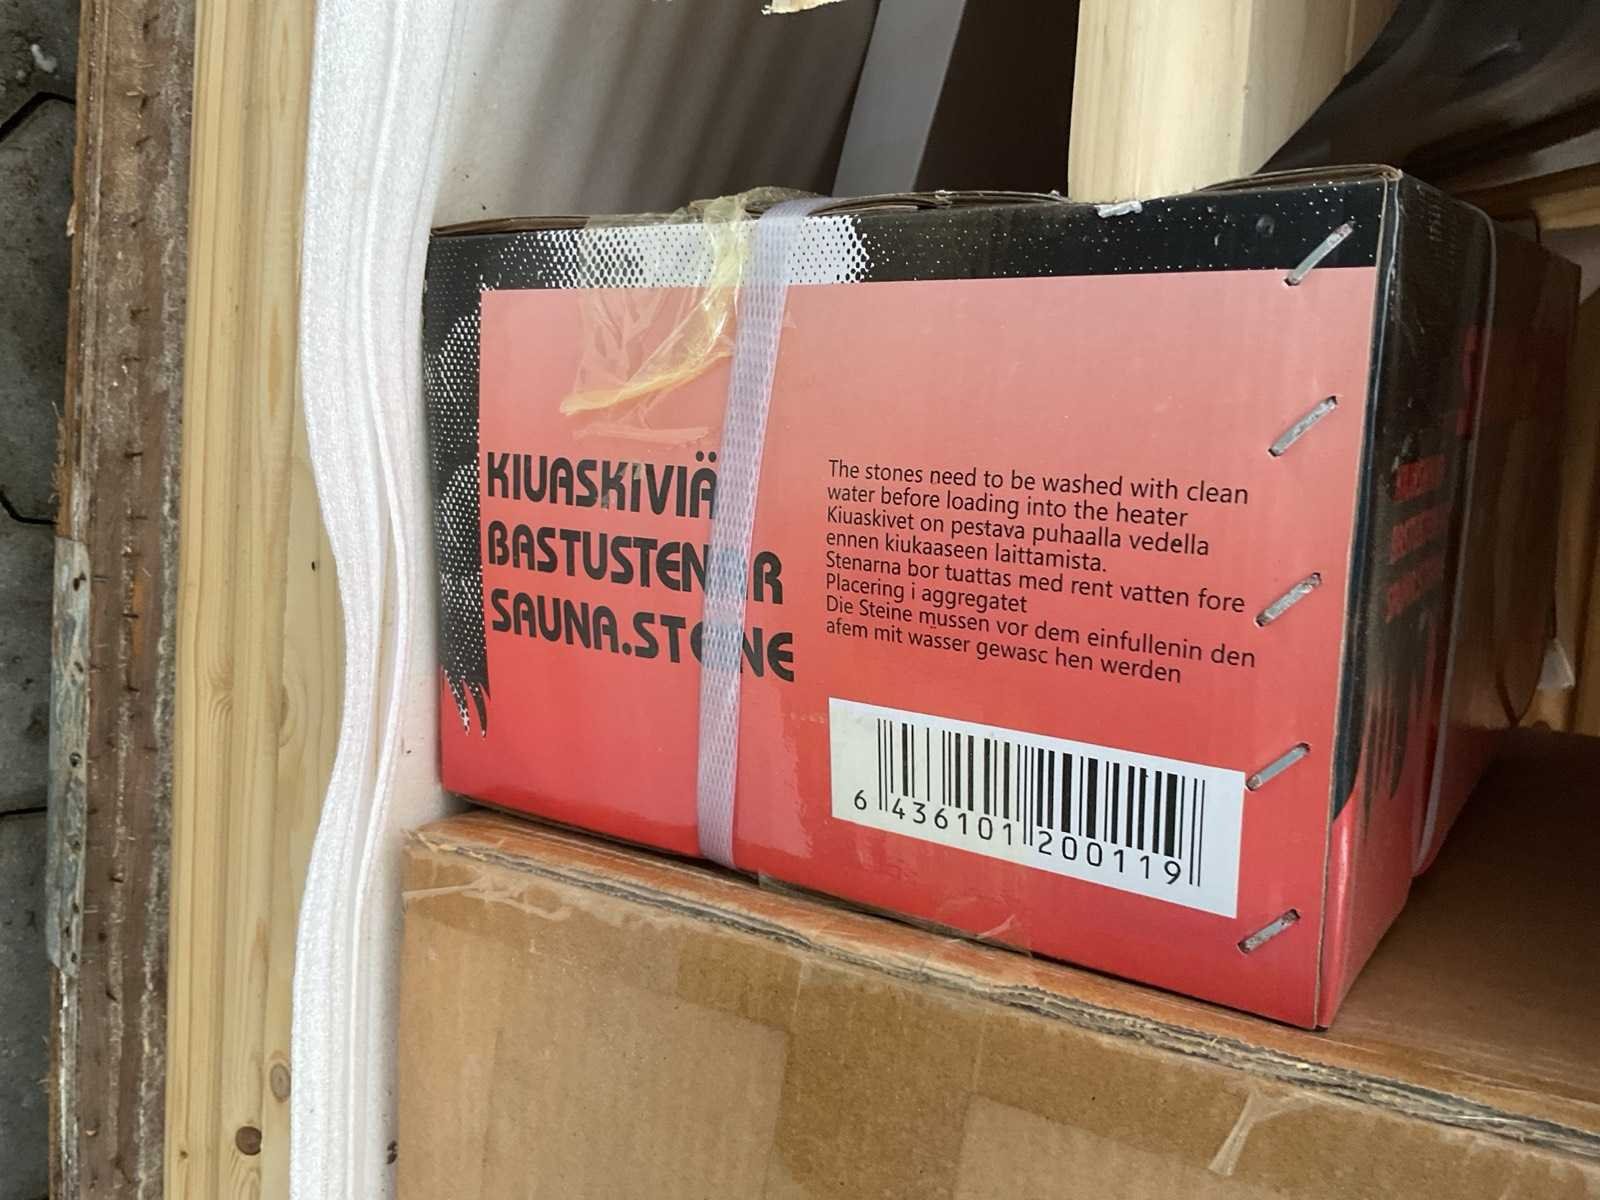 KIUASKIVIÄ
BASTUSTENAR
SAUNA.STONE
The stones need to be washed with clean
water before loading into the heater
Kiuaskivet on pestava puhaalla vedella
ennen kiukaaseen laittamista.
Stenarna bor tuattas med rent vatten fore
Placering i aggregatet
Die Steine mussen vor dem einfullenin den
afem mit wasser gewasc hen werden
6 436101 200119